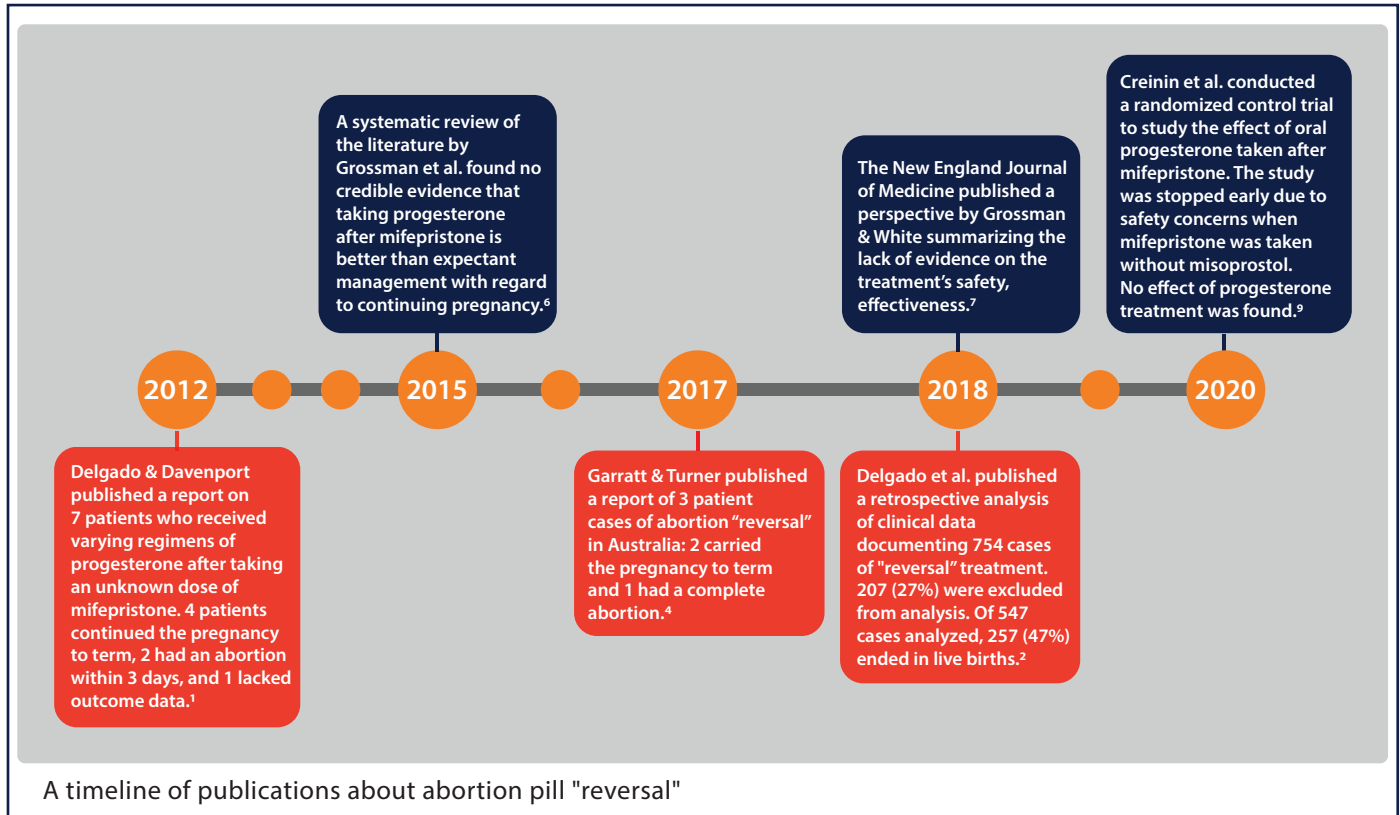 A systematic review of
the literature by
Grossman et al. found no
credible evidence that
taking progesterone
after mifepristone is
better than expectant
management with regard
to continuing pregnancy.⁶
The New England Journal
of Medicine published a
perspective by Grossman
& White summarizing the
lack of evidence on the
treatment's safety,
effectiveness.⁷
Creinin et al. conducted
a randomized control trial
to study the effect of oral
progesterone taken after
mifepristone. The study
was stopped early due to
safety concerns when
mifepristone was taken
without misoprostol.
No effect of progesterone
treatment was found.⁹
2012
2015
2017
2018
2020
Delgado & Davenport
published a report on
7 patients who received
varying regimens of
progesterone after taking
an unknown dose of
mifepristone. 4 patients
continued the pregnancy
to term, 2 had an abortion
within 3 days, and 1 lacked
outcome data.¹
Garratt & Turner published
a report of 3 patient
cases of abortion “reversal”
in Australia: 2 carried
the pregnancy to term
and 1 had a complete
abortion.⁴
Delgado et al. published
a retrospective analysis
of clinical data
documenting 754 cases
of "reversal” treatment.
207 (27%) were excluded
from analysis. Of 547
cases analyzed, 257 (47%)
ended in live births.²
A timeline of publications about abortion pill "reversal"